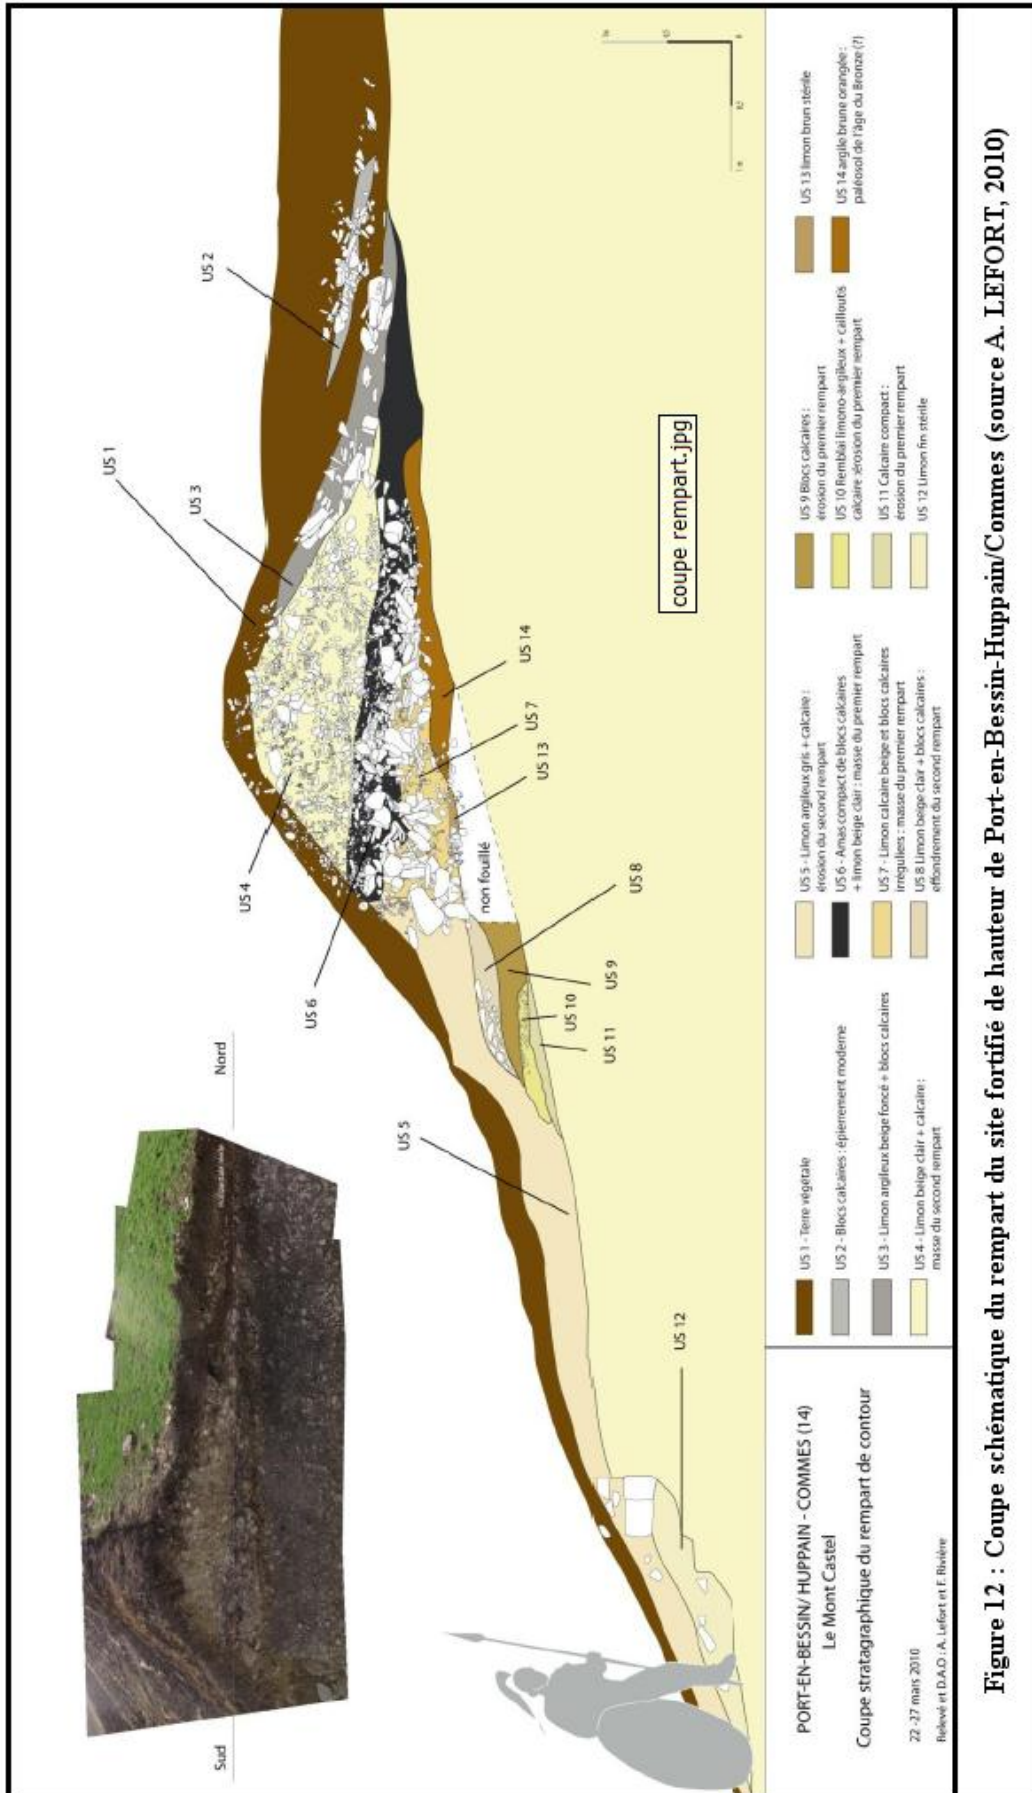 Sud
Nord
US 1
US 2
US 3
US 4
US 6
US 5
US 14
US 7
US 13
non fouillé
US 8
US 9
US 10
US 11
US 12
coupe rempart.jpg
0
0,5
1m
0
0,5
1 m
PORT-EN-BESSIN/ HUPPAIN - COMMES (14)
Le Mont Castel
Coupe stratagraphique du rempart de contour
22 -27 mars 2010
Relevé et D.A.O : A. Lefort et F. Rivière
US 1 - Terre végétale
US 2 - Blocs calcaires : épierrement moderne
US 3 - Limon argileux beige foncé + blocs calcaires
US 4 - Limon beige clair + calcaire :
masse du second rempart
US 5 - Limon argileux gris + calcaire :
érosion du second rempart
US 6 - Amas compact de blocs calcaires
+ limon beige clair : masse du premier rempart
US 7 - Limon calcaire beige et blocs calcaires
irréguliers : masse du premier rempart
US 8 Limon beige clair + blocs calcaires :
effondrement du second rempart
US 9 Blocs calcaires :
érosion du premier rempart
US 10 Remblai limono-argileux + cailloutis
calcaire :érosion du premier rempart
US 11 Calcaire compact :
érosion du premier rempart
US 12 Limon fin stérile
US 13 limon brun stérile
US 14 argile brune orangée :
paléosol de l'âge du Bronze (?)
Figure 12 : Coupe schématique du rempart du site fortifié de hauteur de Port-en-Bessin-Huppain/Commes (source A. LEFORT, 2010)